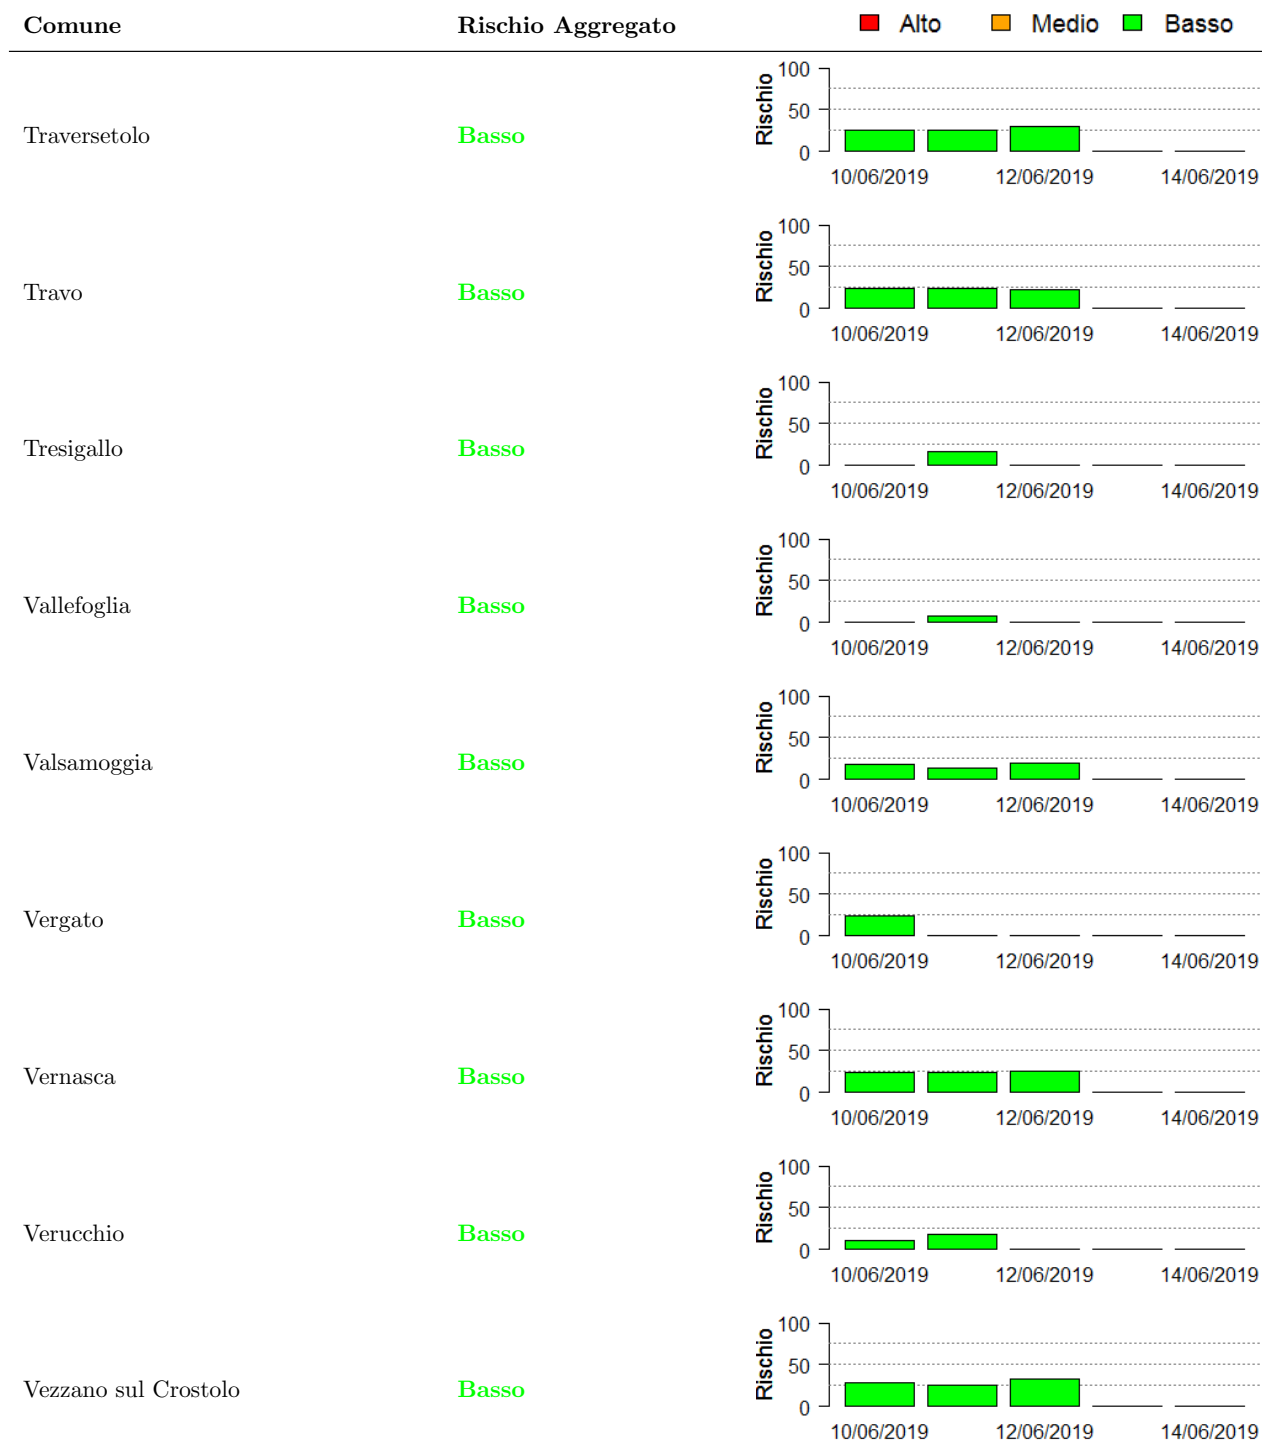 Comune Rischio Aggregato Alto Medio Basso
100
50
0
Rischio
Traversetolo Basso
10/06/2019 12/06/2019 14/06/2019
100
50
0
Rischio
Travo Basso
10/06/2019 12/06/2019 14/06/2019
100
50
0
Rischio
Tresigallo Basso
10/06/2019 12/06/2019 14/06/2019
100
50
0
Rischio
Vallefoglia Basso
10/06/2019 12/06/2019 14/06/2019
100
50
0
Rischio
Valsamoggia Basso
10/06/2019 12/06/2019 14/06/2019
100
50
0
Rischio
Vergato Basso
10/06/2019 12/06/2019 14/06/2019
100
50
0
Rischio
Vernasca Basso
10/06/2019 12/06/2019 14/06/2019
100
50
0
Rischio
Verucchio Basso
10/06/2019 12/06/2019 14/06/2019
100
50
0
Rischio
Vezzano sul Crostolo Basso
10/06/2019 12/06/2019 14/06/2019